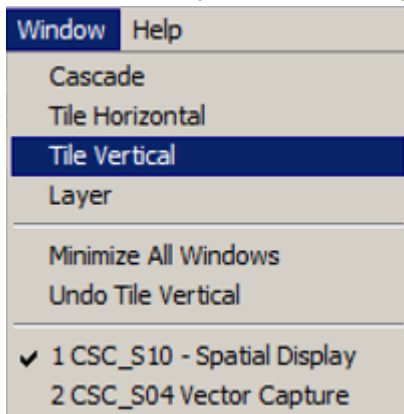 Window Help
Cascade
Tile Horizontal
Tile Vertical
Layer
Minimize All Windows
Undo Tile Vertical
✔ 1 CSC_S10 - Spatial Display
2 CSC_S04 Vector Capture